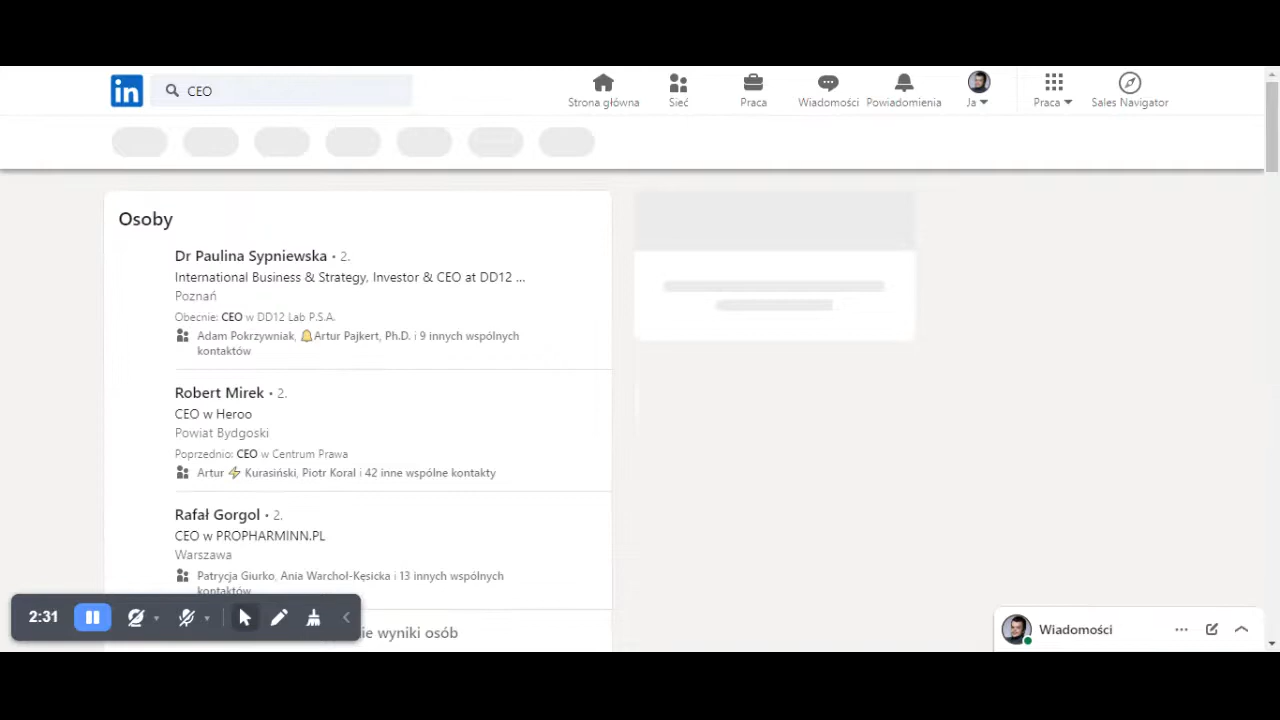 in
CEO
Strona główna
Sieć
Praca
Wiadomości
Powiadomienia
Ja
Praca
Sales Navigator
Osoby
Dr Paulina Sypniewska • 2.
International Business & Strategy, Investor & CEO at DD12 ...
Poznań
Obecnie: CEO w DD12 Lab P.S.A.
Adam Pokrzywniak, 🔔Artur Pajkert, Ph.D. i 9 innych wspólnych
kontaktów
Robert Mirek • 2.
CEO w Heroo
Powiat Bydgoski
Poprzednio: CEO w Centrum Prawa
Artur ⚡ Kurasiński, Piotr Koral i 42 inne wspólne kontakty
Rafał Gorgol • 2.
CEO w PROPHARMINN.PL
Warszawa
Patrycja Giurko, Ania Warchoł-Kęsicka i 13 innych wspólnych
kontaktów
2:31
ie wyniki osób
Wiadomości